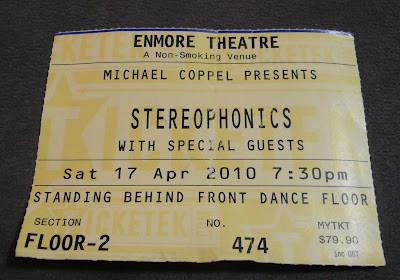 ENMORE THEATRE
A Non-Smoking Venue
MICHAEL COPPEL PRESENTS
STEREOPHONICS
WITH SPECIAL GUESTS
Sat 17 Apr 2010 7:30pm
STANDING BEHIND FRONT DANCE FLOOR
SECTION NO. MYTKT
FLOOR-2 474 $79.90
inc GST